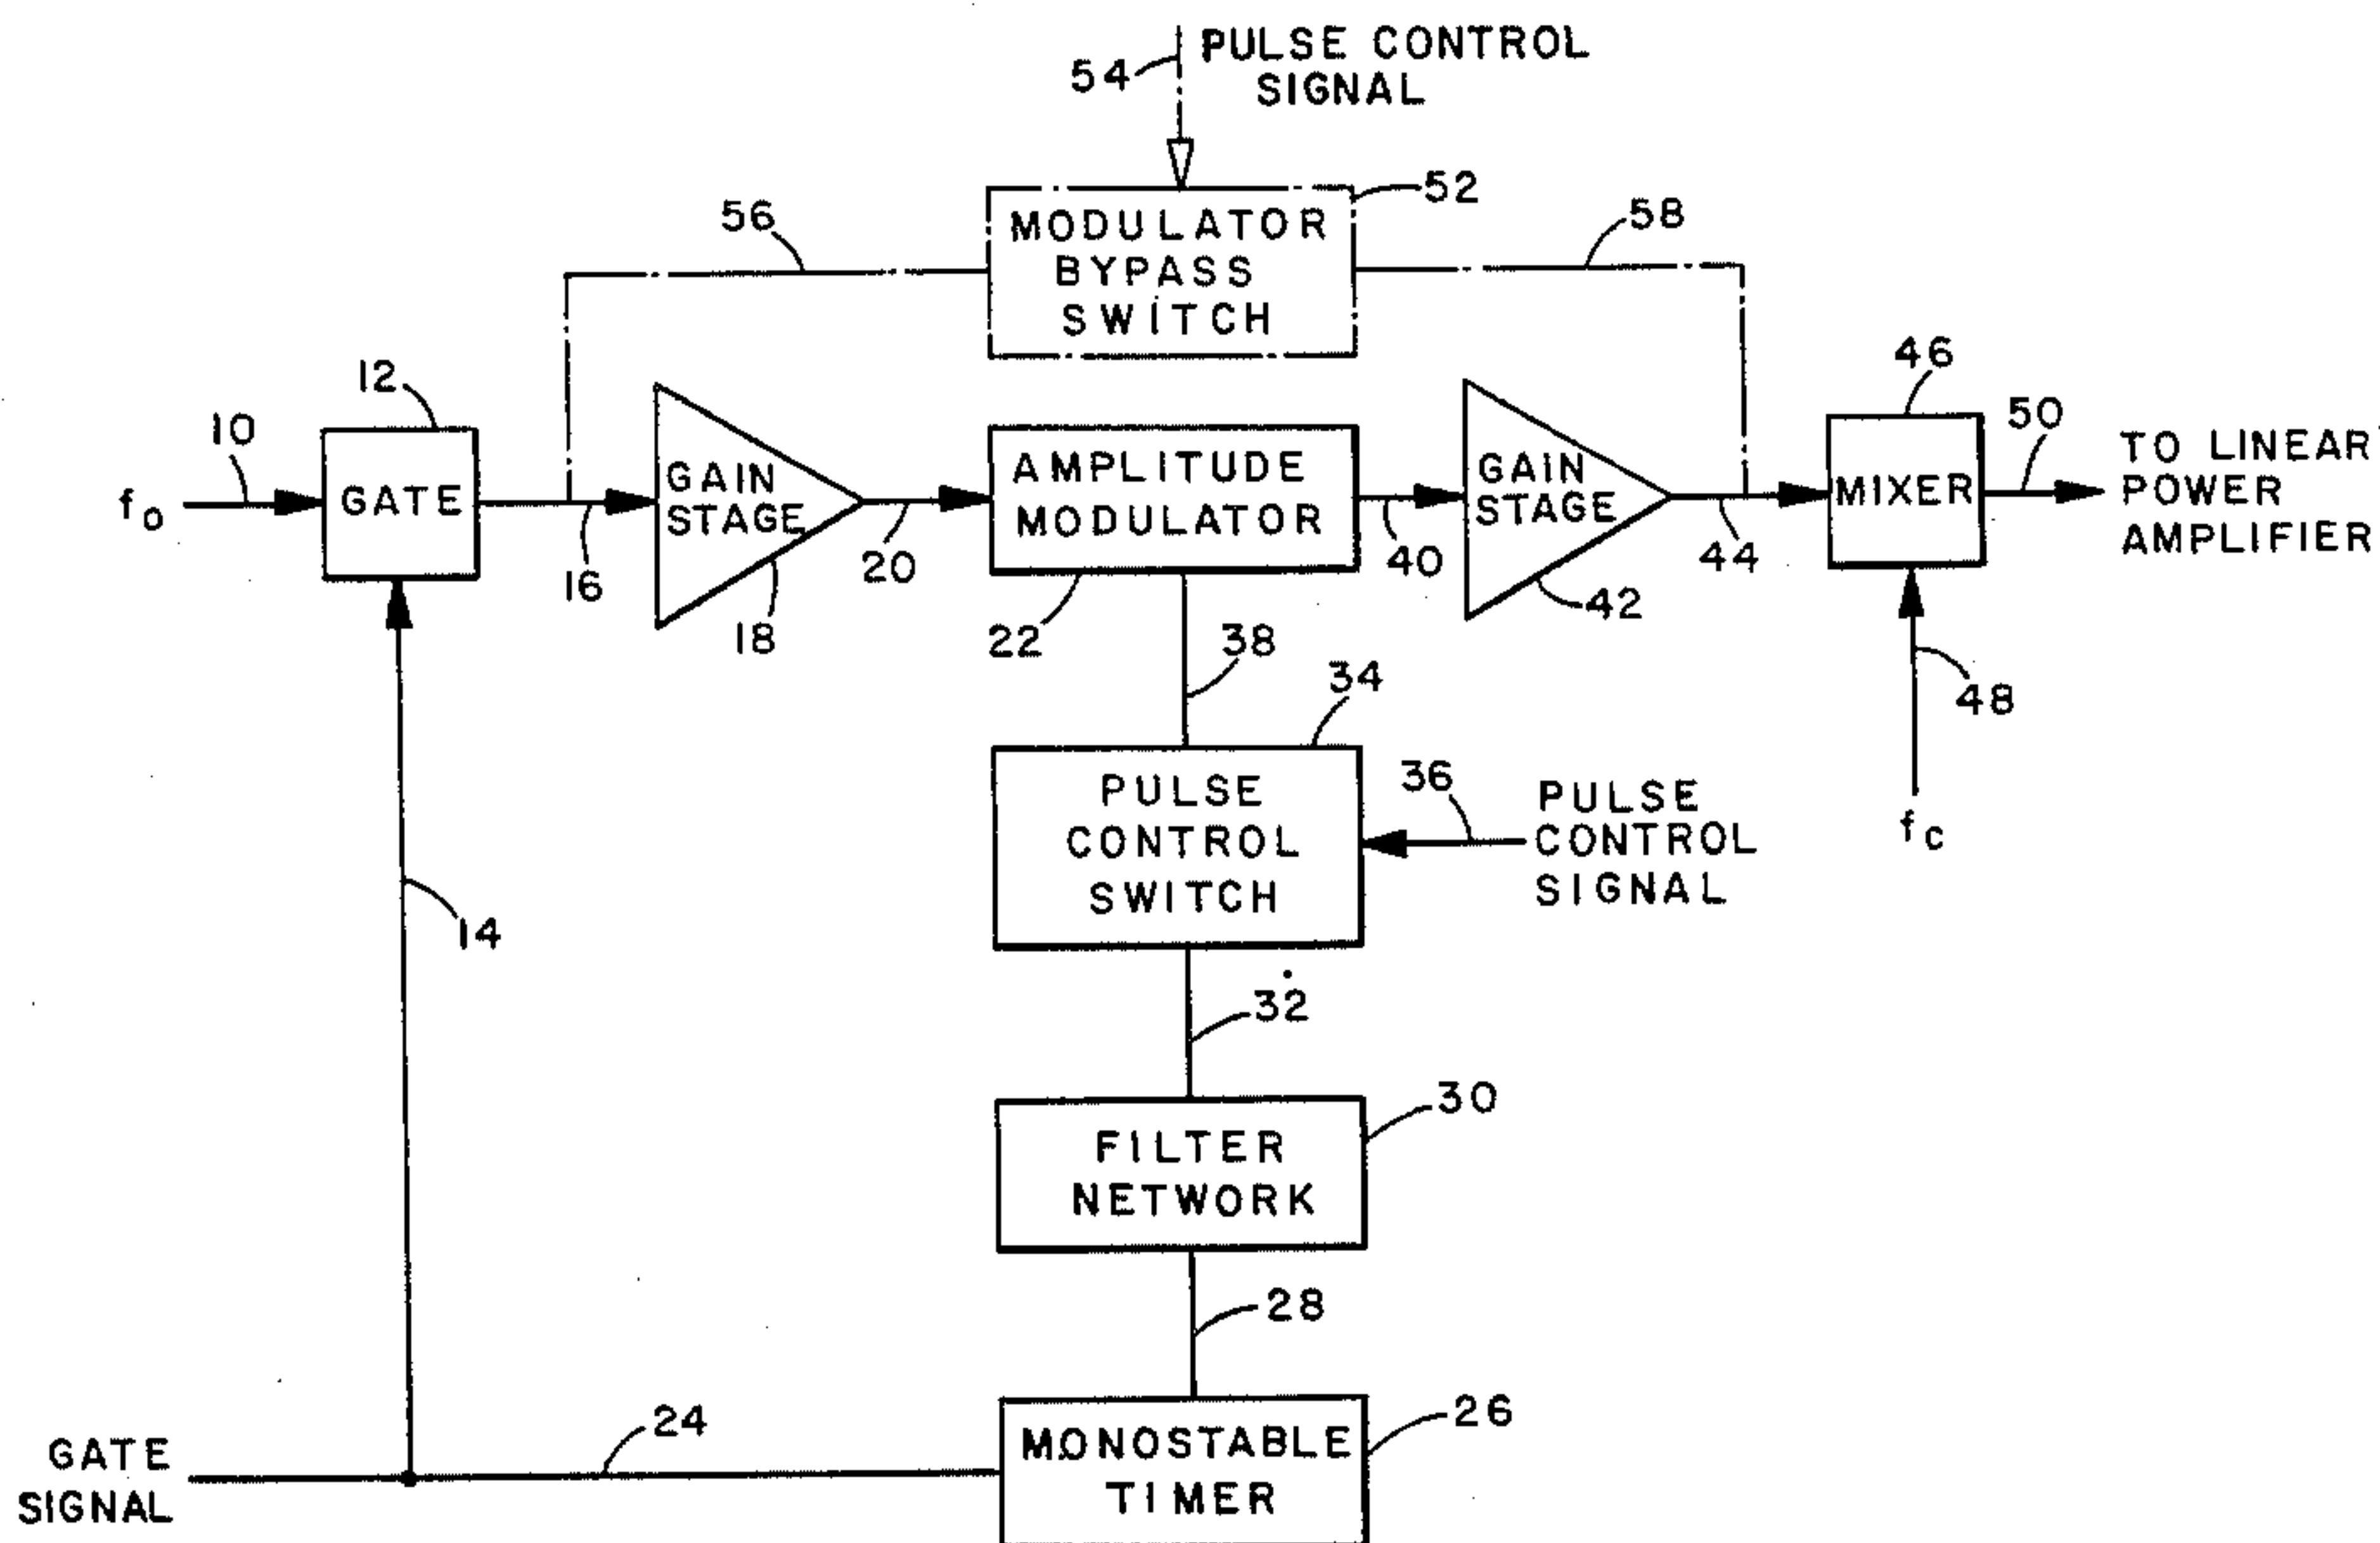 54
PULSE CONTROL
SIGNAL
52
56
MODULATOR
BYPASS
SWITCH
58
12
46
10
50
fo
GATE
GAIN
STAGE
AMPLITUDE
MODULATOR
GAIN
STAGE
MIXER
TO LINEAR
POWER
AMPLIFIER
16
20
40
44
18
22
38
42
34
48
PULSE
CONTROL
SWITCH
36
PULSE
CONTROL
SIGNAL
fc
14
32
30
FILTER
NETWORK
28
24
26
GATE
SIGNAL
MONOSTABLE
TIMER